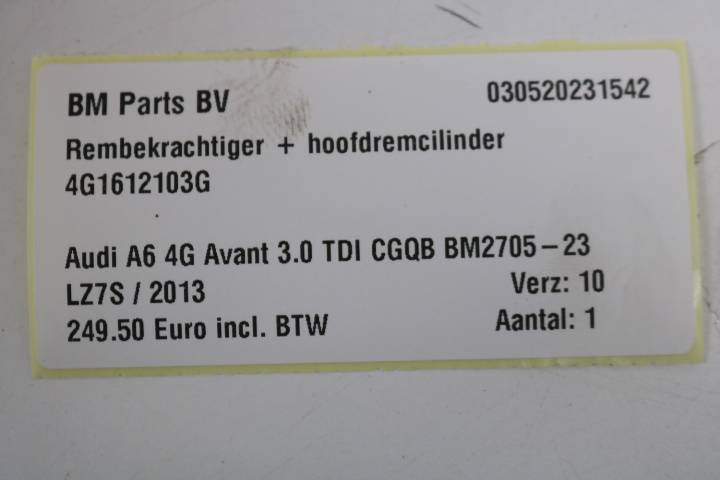 BM Parts BV 030520231542
Rembekrachtiger + hoofdremcilinder
4G1612103G
Audi A6 4G Avant 3.0 TDI CGQB BM2705-23
LZ7S / 2013 Verz: 10
249.50 Euro incl. BTW Aantal: 1